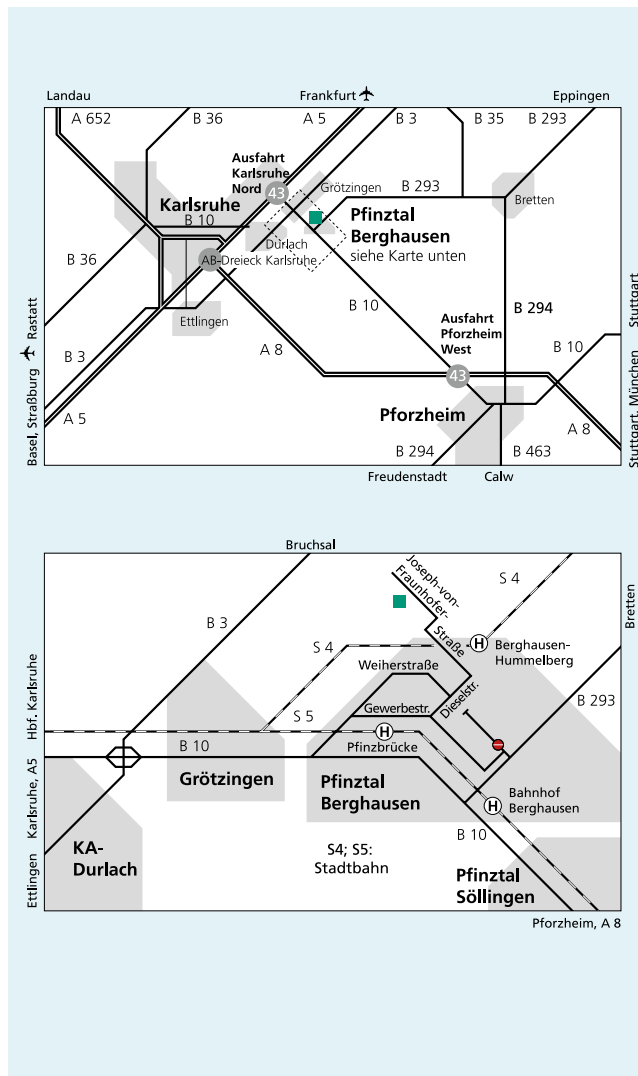 Landau
Frankfurt
Eppingen
A 652
B 36
A 5
B 3
B 35
B 293
Ausfahrt
Karlsruhe
Nord
43
Grötzingen
B 293
Karlsruhe
Bretten
B 10
Pfinztal
Berghausen
siehe Karte unten
Durlach
AB-Dreieck Karlsruhe
B 36
B 10
B 294
Ettlingen
Ausfahrt
Pforzheim
West
B 10
B 3
A 8
43
A 5
Pforzheim
A 8
B 294
B 463
Basel, Straßburg
Rastatt
Stuttgart
Stuttgart, München
Freudenstadt
Calw
Bruchsal
Joseph-von-
Fraunhofer-
Straße
S 4
Bretten
B 3
S 4
H
Berghausen-
Hummelberg
Weiherstraße
Dieselstr.
B 293
Gewerbestr.
S 5
H
Pfinzbrücke
Hbf. Karlsruhe
B 10
Grötzingen
Pfinztal
Berghausen
H
Bahnhof
Berghausen
Karlsruhe, A5
B 10
KA-
Durlach
S4; S5:
Stadtbahn
Pfinztal
Söllingen
Ettlingen
Pforzheim, A 8